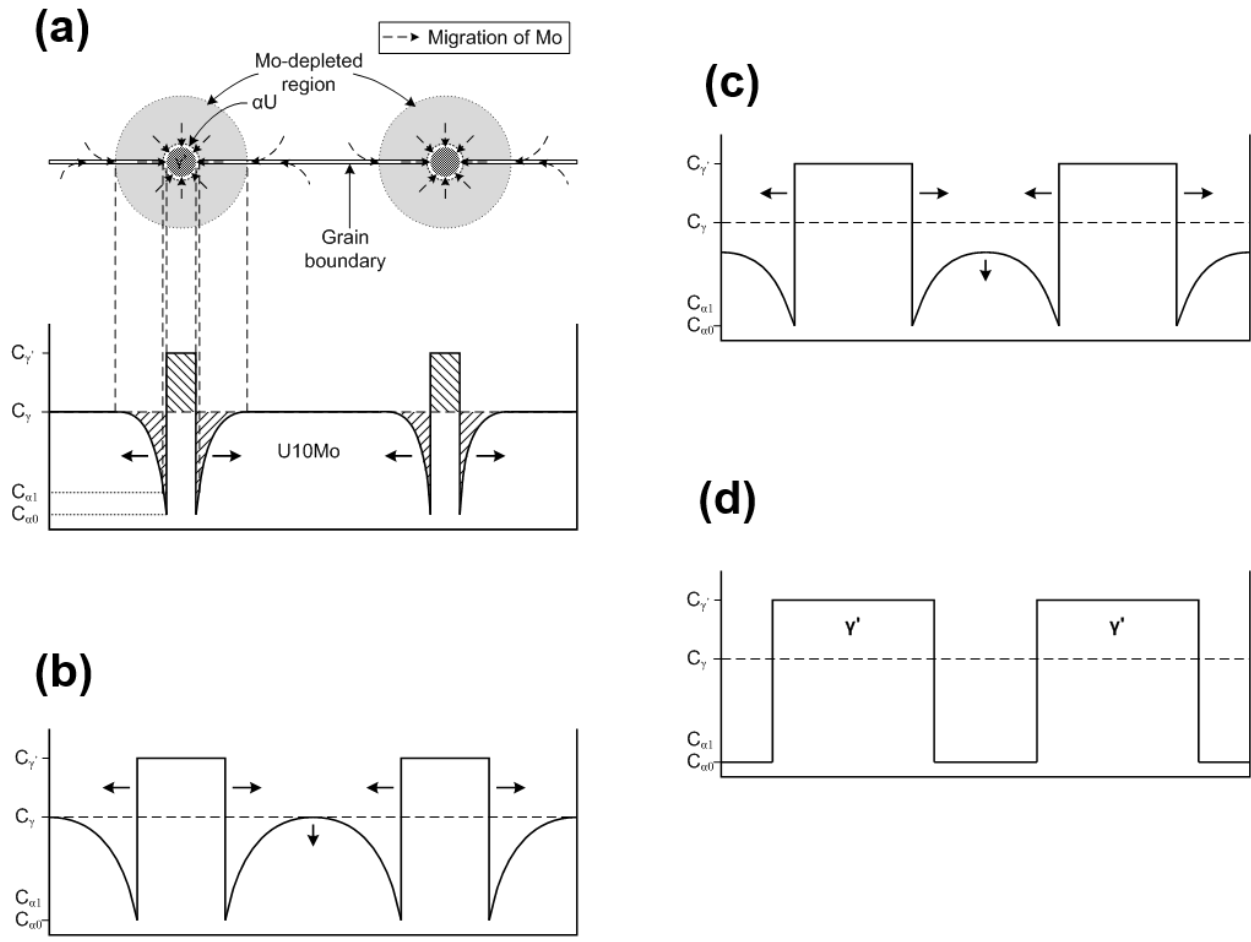 (a)
Migration of Mo
Mo-depleted
region
αU
γ'
Grain
boundary
Cγ'
Cγ
U10Mo
Cα1
Cα0
(b)
Cγ'
Cγ
Cα1
Cα0
(c)
Cγ'
Cγ
Cα1
Cα0
(d)
Cγ'
γ'
γ'
Cγ
Cα1
Cα0